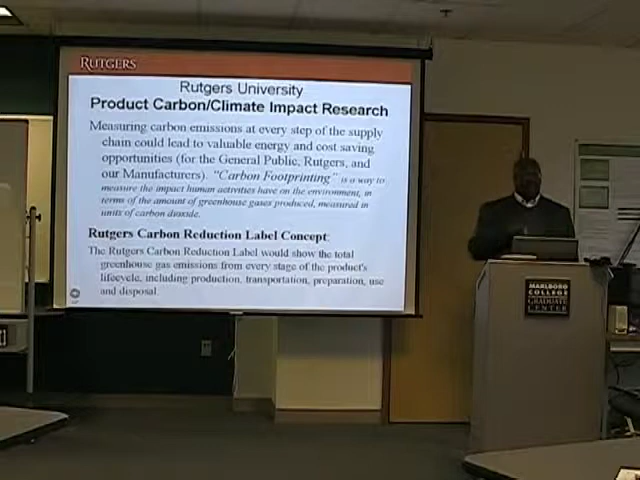 RUTGERS
Rutgers University
Product Carbon/Climate Impact Research
Measuring carbon emissions at every step of the supply
chain could lead to valuable energy and cost saving
opportunities (for the General Public, Rutgers, and
our Manufacturers). "Carbon Footprinting" is a way to
measure the impact human activities have on the environment, in
terms of the amount of greenhouse gases produced, measured in
units of carbon dioxide.
Rutgers Carbon Reduction Label Concept:
The Rutgers Carbon Reduction Label would show the total
greenhouse gas emissions from every stage of the product's
lifecycle, including production, transportation, preparation, use
and disposal.
MARLBORO
COLLEGE
GRADUATE
CENTER